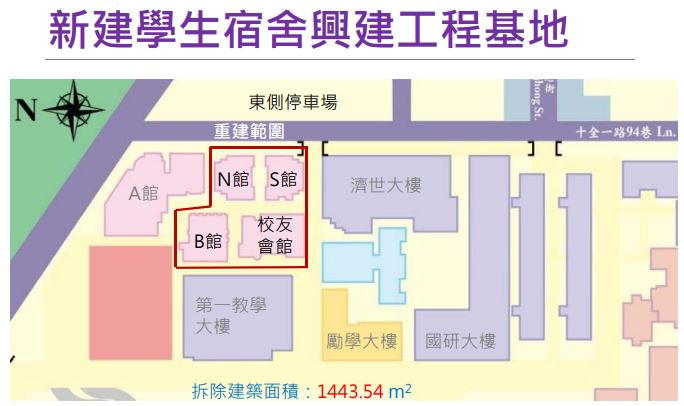 新建學生宿舍興建工程基地
N
東側停車場
街
hong St.
重建範圍
十全一路94巷 Ln.
A館
N館
S館
濟世大樓
B館
校友
會館
第一教學
大樓
勵學大樓
國研大樓
拆除建築面積：1443.54 m²